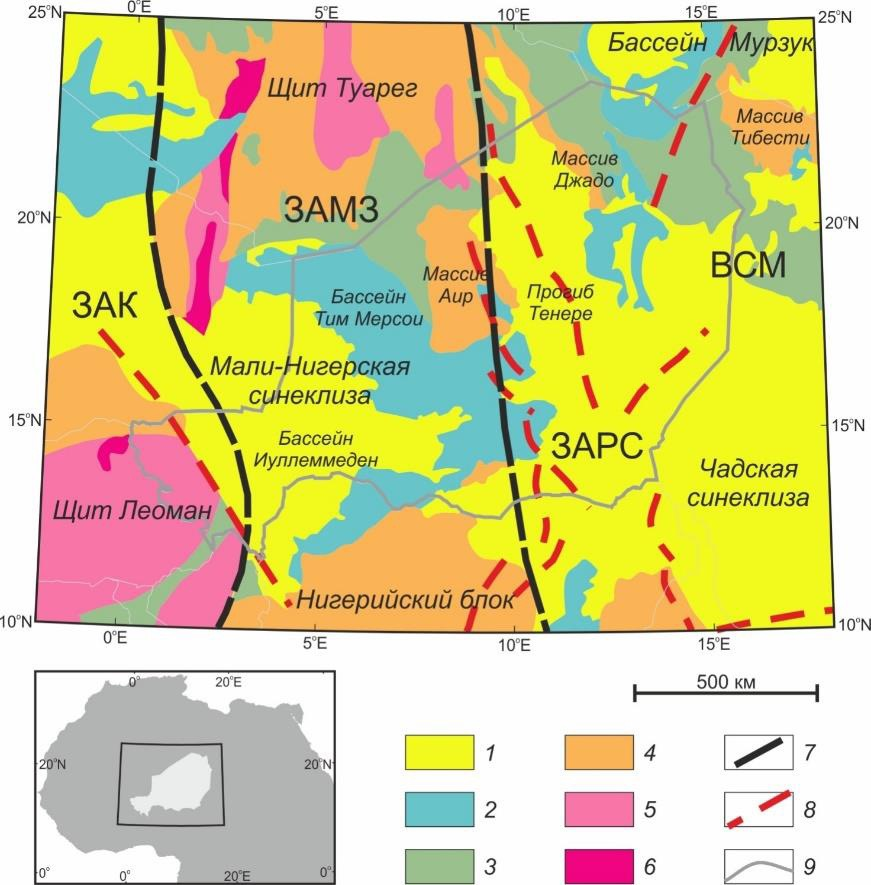 0°E
5°E
10°E
15°E
25°N
25°N
Бассейн Мурзук
Щит Туарег
Массив
Тибести
Массив
Джадо
20°N
20°N
ЗАМЗ
ВСМ
Массив
Аир
Прогиб
Тенере
Бассейн
Тим Мерсои
ЗАК
Мали-Нигерская
синеклиза
15°N
15°N
Бассейн
Иуллеммеден
ЗАРС
Чадская
синеклиза
Щит Леоман
Нигерийский блок
10°N
10°N
0°E
5°E
10°E
15°E
0°
20°E
20°N
20°N
0°
0°
20°E
0°
500 км
1
4
7
2
5
8
3
6
9